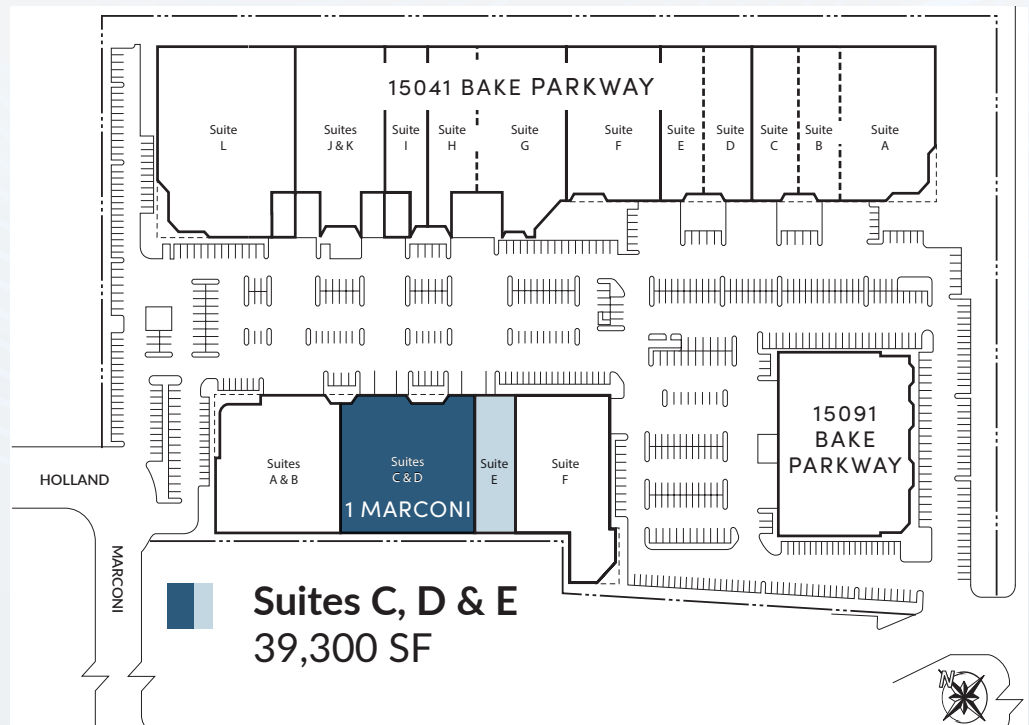 15041 BAKE PARKWAY
Suite
L
Suites
J & K
Suite
I
Suite
H
Suite
G
Suite
F
Suite
E
Suite
D
Suite
C
Suite
B
Suite
A
15091
BAKE
PARKWAY
HOLLAND
Suites
A & B
Suites
C & D
Suite
E
Suite
F
1 MARCONI
MARCONI
Suites C, D & E
39,300 SF
N